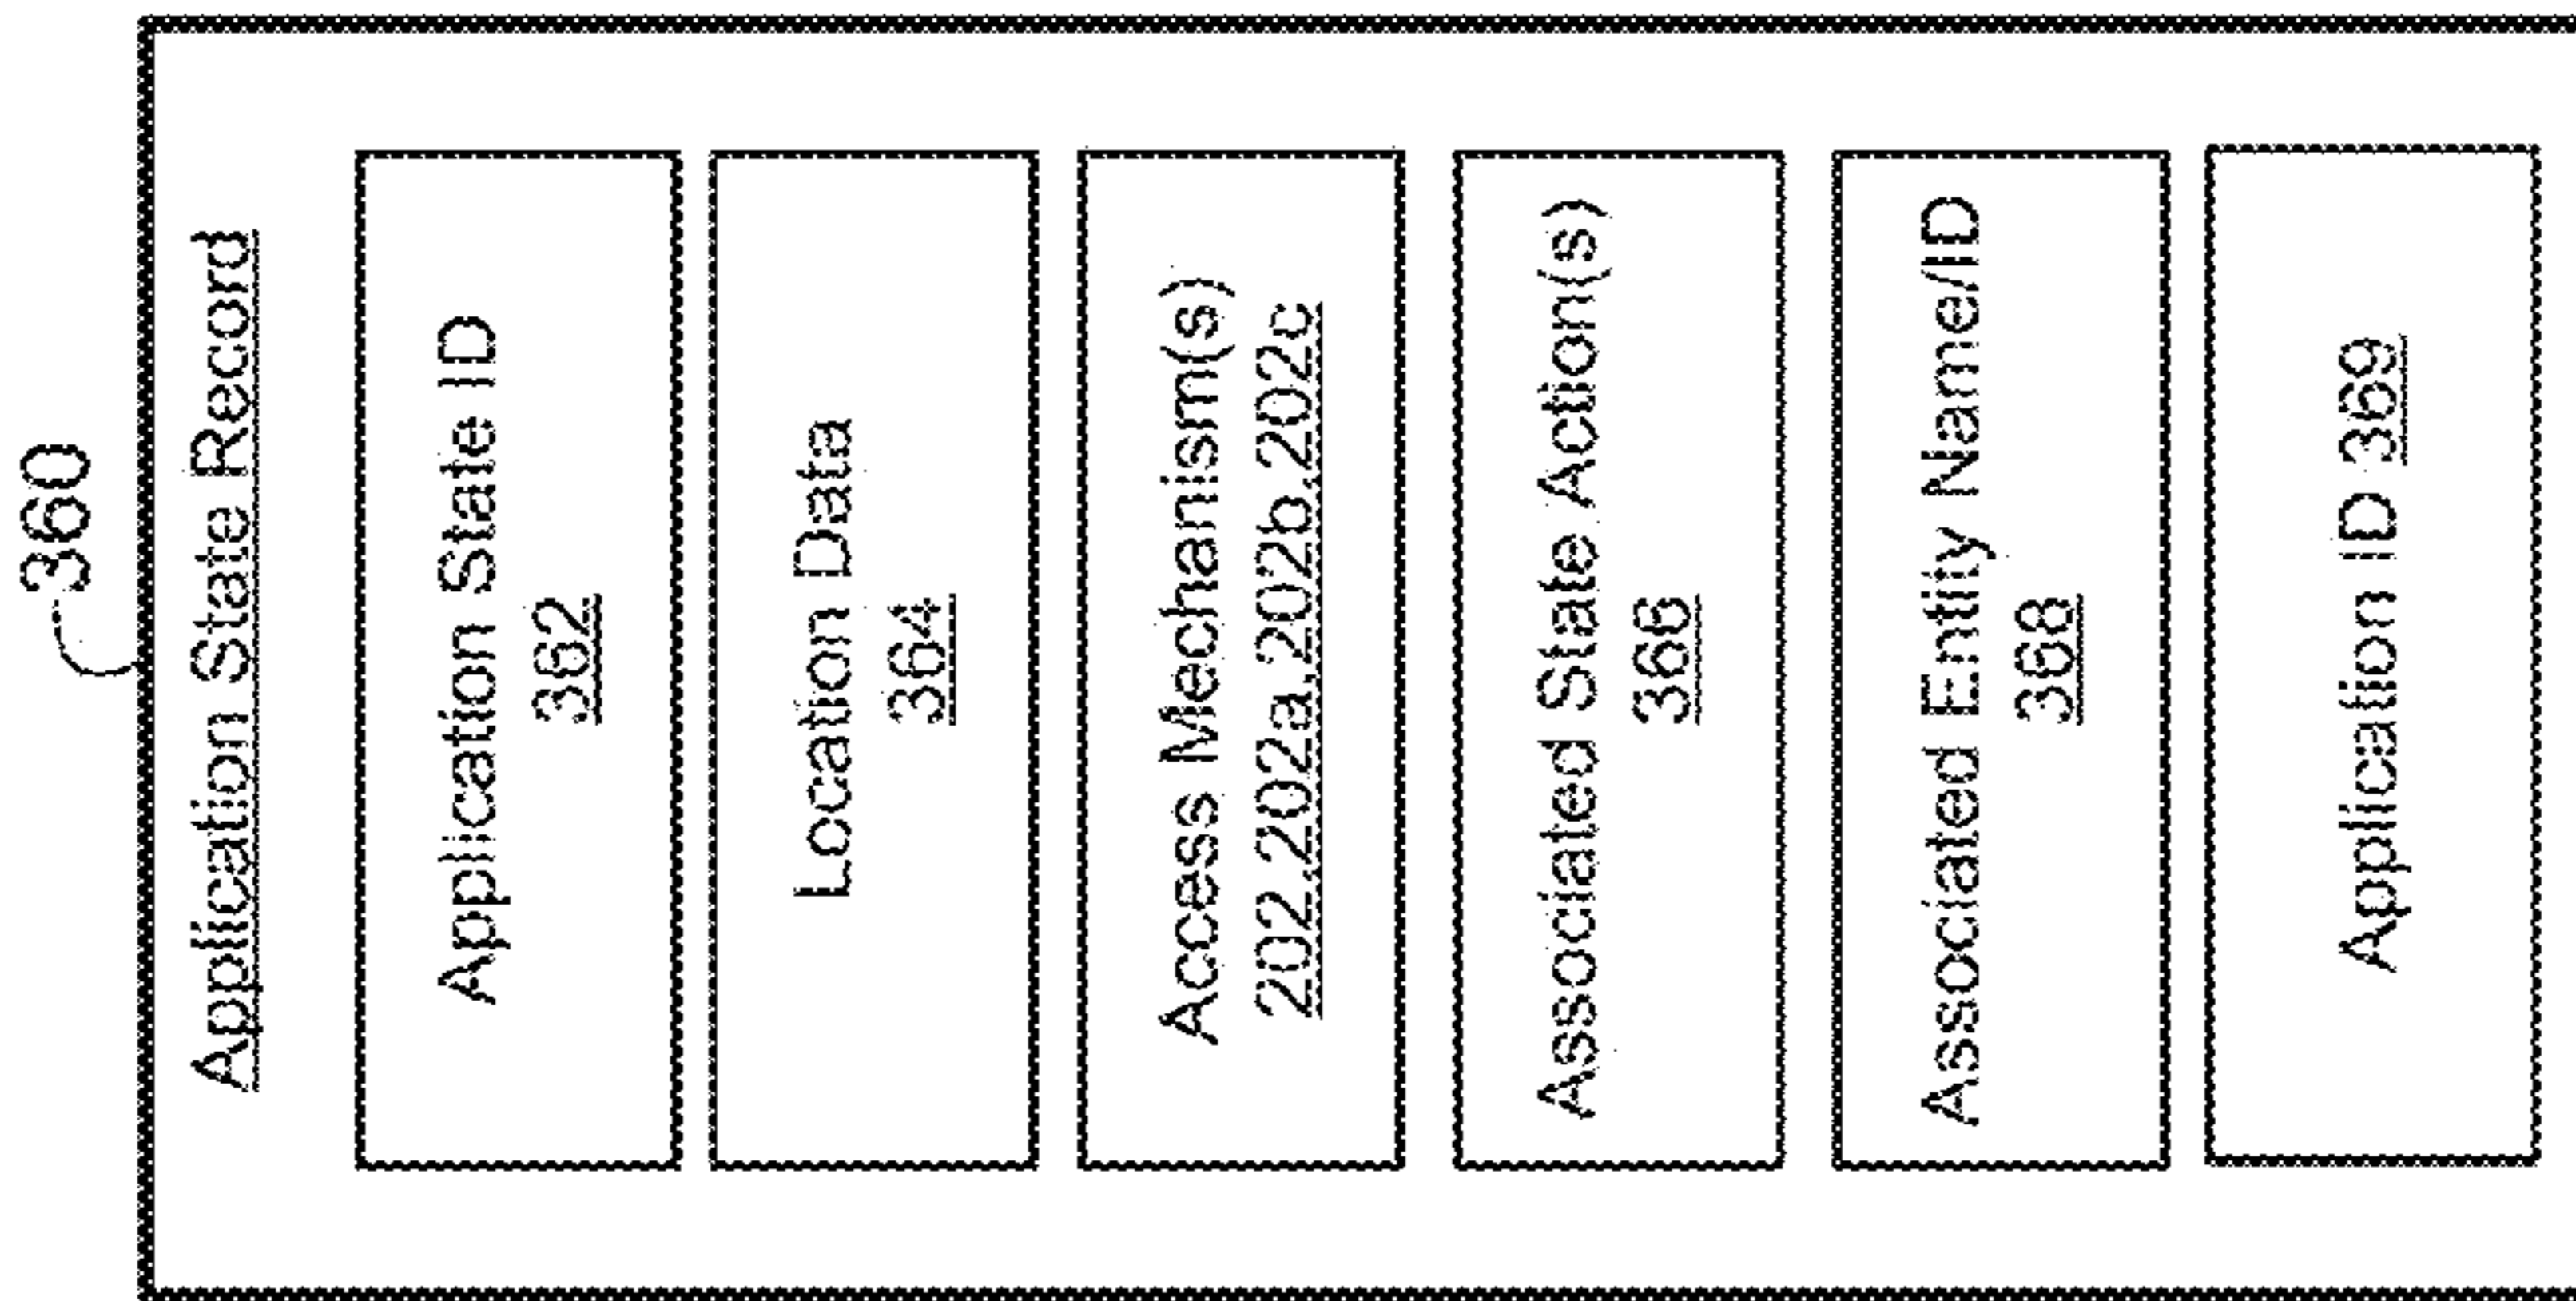 360
Application State Record
Application State ID
362
Location Data
364
Access Mechanism(s)
202,202a,202b,202c
Associated State Action(s)
366
Associated Entity Name/ID
368
Application ID 369